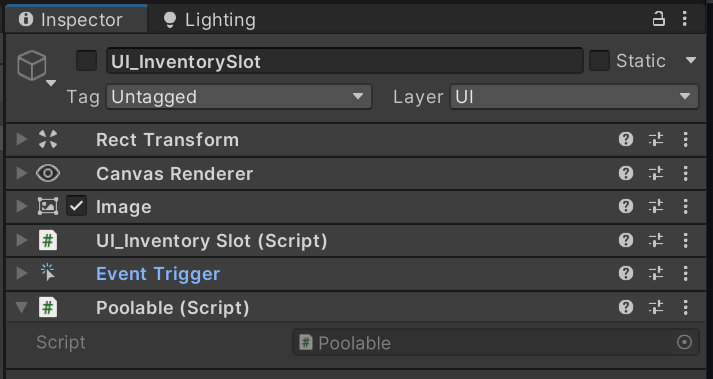 Inspector Lighting
UI_InventorySlot Static
Tag Untagged Layer UI
Rect Transform
Canvas Renderer
Image
UI_Inventory Slot (Script)
Event Trigger
Poolable (Script)
Script Poolable